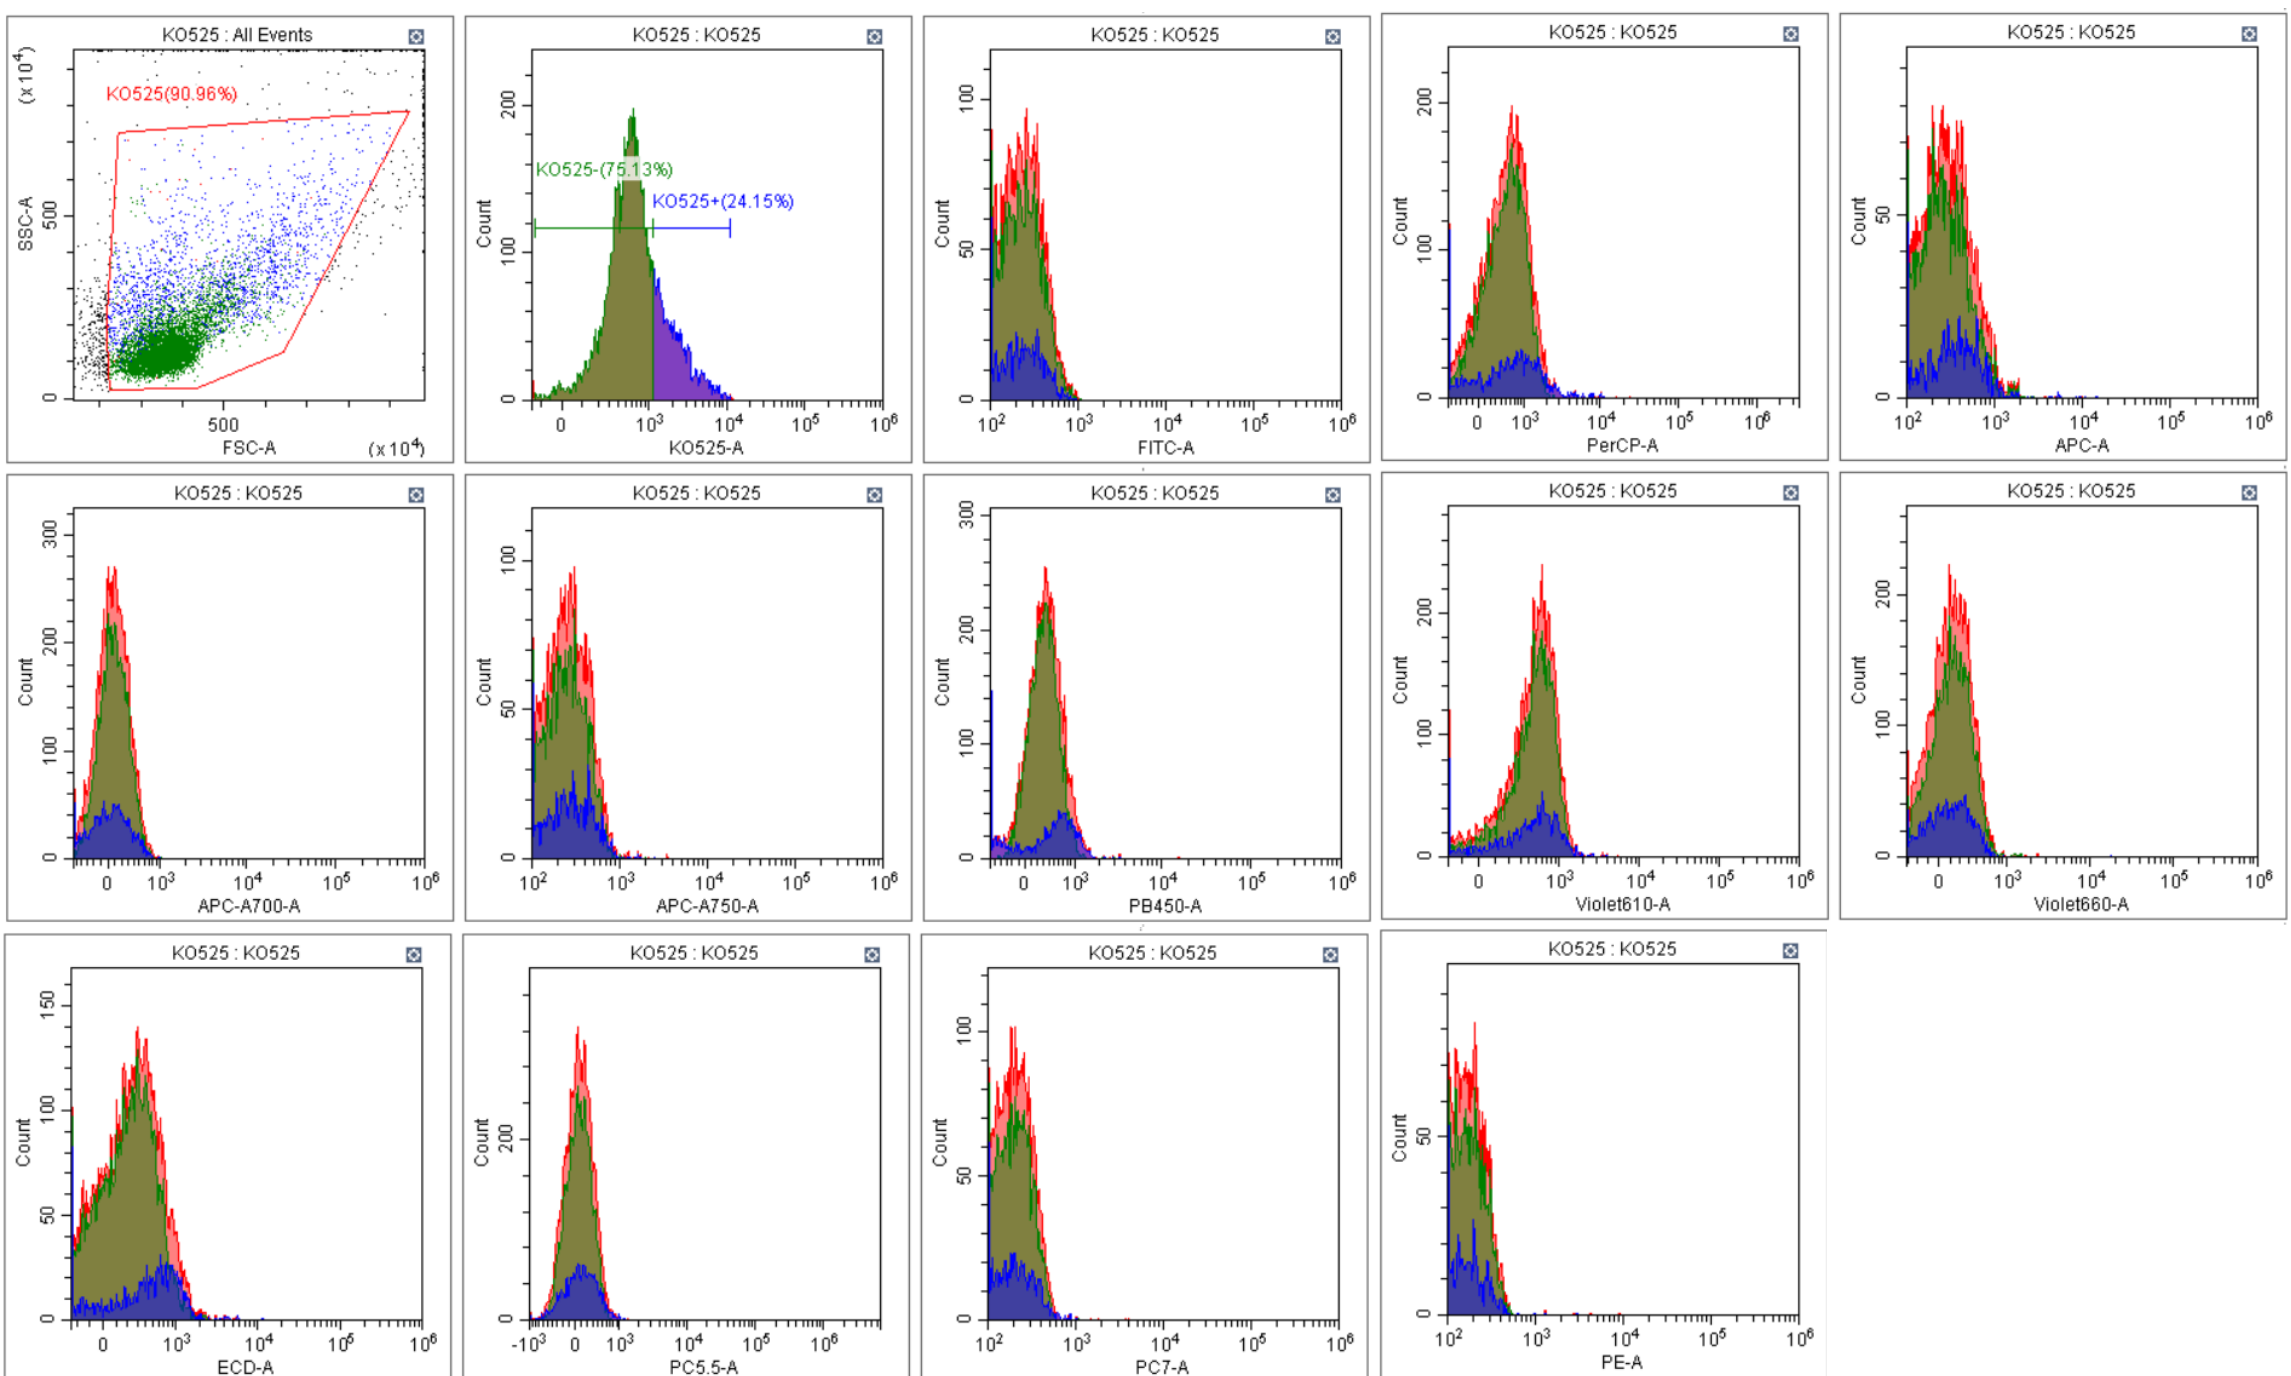 KO525 : All Events
(x 10⁴)
SSC-A
500
0
KO525(90.96%)
500
FSC-A
(x 10⁴)
KO525 : KO525
Count
200
100
0
KO525-(75.13%)
KO525+(24.15%)
0 10³ 10⁴ 10⁵ 10⁶
KO525-A
KO525 : KO525
Count
100
50
0
10² 10³ 10⁴ 10⁵ 10⁶
FITC-A
KO525 : KO525
Count
200
100
0
0 10³ 10⁴ 10⁵ 10⁶
PerCP-A
KO525 : KO525
Count
50
0
10² 10³ 10⁴ 10⁵ 10⁶
APC-A
KO525 : KO525
Count
300
200
100
0
0 10³ 10⁴ 10⁵ 10⁶
APC-A700-A
KO525 : KO525
Count
100
50
0
10² 10³ 10⁴ 10⁵ 10⁶
APC-A750-A
KO525 : KO525
Count
300
200
100
0
0 10³ 10⁴ 10⁵ 10⁶
PB450-A
KO525 : KO525
Count
200
100
0
0 10³ 10⁴ 10⁵ 10⁶
Violet610-A
KO525 : KO525
Count
200
100
0
0 10³ 10⁴ 10⁵ 10⁶
Violet660-A
KO525 : KO525
Count
150
100
50
0
0 10³ 10⁴ 10⁵ 10⁶
ECD-A
KO525 : KO525
Count
200
0
-10³ 0 10³ 10⁴ 10⁵ 10⁶
PC5.5-A
KO525 : KO525
Count
100
50
0
10² 10³ 10⁴ 10⁵ 10⁶
PC7-A
KO525 : KO525
Count
50
0
10² 10³ 10⁴ 10⁵ 10⁶
PE-A